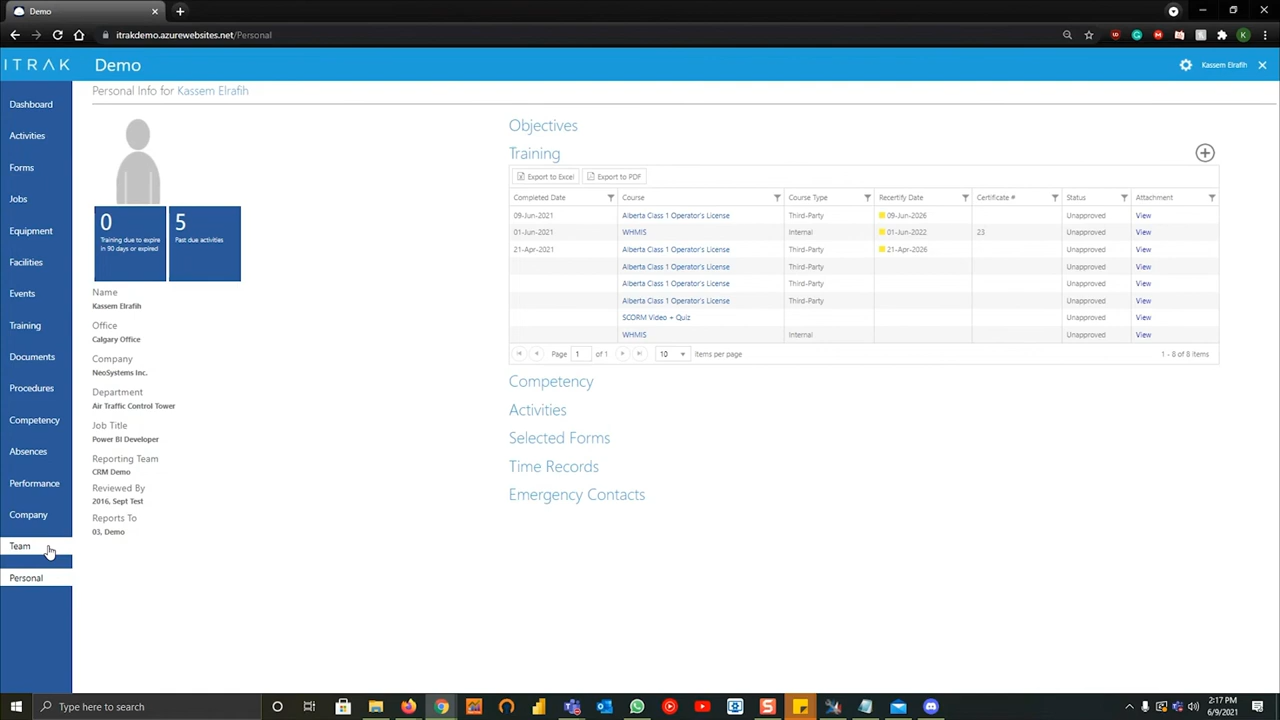 Demo
itrakdemo.azurewebsites.net/Personal
ITRAK Demo Kassem Elrafih
Dashboard
Activities
Forms
Jobs
Equipment
Facilities
Events
Training
Documents
Procedures
Competency
Absences
Performance
Company
Team
Personal
Personal Info for Kassem Elrafih
0
Training due to expire
in 90 days or expired
5
Past due activities
Name
Kassem Elrafih
Office
Calgary Office
Company
NeoSystems Inc.
Department
Air Traffic Control Tower
Job Title
Power BI Developer
Reporting Team
CRM Demo
Reviewed By
2016, Sept Test
Reports To
03, Demo
Objectives
Training
Export to Excel Export to PDF
Completed Date Course Course Type Recertify Date Certificate # Status Attachment
09-Jun-2021 Alberta Class 1 Operator's License Third-Party 09-Jun-2026 Unapproved View
01-Jun-2021 WHMIS Internal 01-Jun-2022 23 Unapproved View
21-Apr-2021 Alberta Class 1 Operator's License Third-Party 21-Apr-2026 Unapproved View
Alberta Class 1 Operator's License Third-Party Unapproved View
Alberta Class 1 Operator's License Third-Party Unapproved View
Alberta Class 1 Operator's License Third-Party Unapproved View
SCORM Video + Quiz Unapproved View
WHMIS Internal Unapproved View
Page 1 of 1 10 items per page 1 - 8 of 8 items
Competency
Activities
Selected Forms
Time Records
Emergency Contacts
Type here to search
2:17 PM
6/9/2021